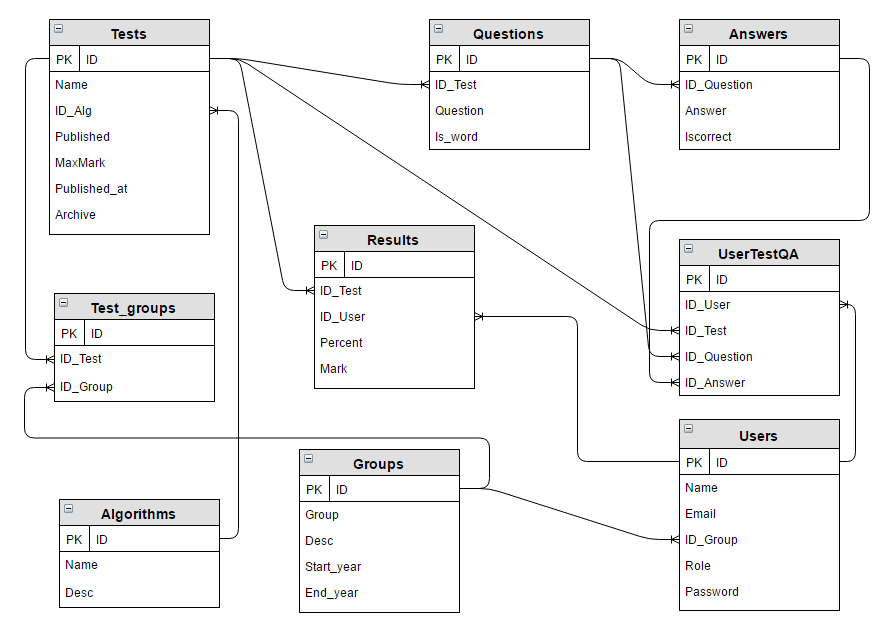 Tests
PK ID
Name
ID_Alg
Published
MaxMark
Published_at
Archive
Questions
PK ID
ID_Test
Question
Is_word
Answers
PK ID
ID_Question
Answer
Iscorrect
Results
PK ID
ID_Test
ID_User
Percent
Mark
UserTestQA
PK ID
ID_User
ID_Test
ID_Question
ID_Answer
Test_groups
PK ID
ID_Test
ID_Group
Users
PK ID
Name
Email
ID_Group
Role
Password
Groups
PK ID
Group
Desc
Start_year
End_year
Algorithms
PK ID
Name
Desc